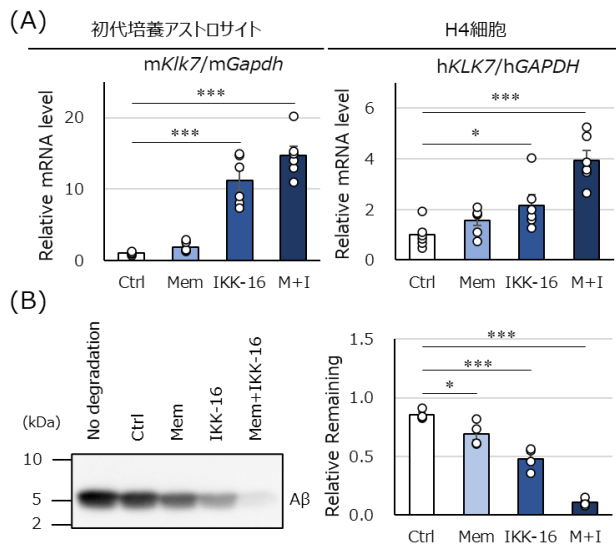 (A)
初代培養アストロサイト
H4細胞
mKlk7/mGapdh
hKLK7/hGAPDH
Relative mRNA level
20
10
0
***
***
Ctrl
Mem
IKK-16
M+I
Relative mRNA level
6
4
2
0
***
*
Ctrl
Mem
IKK-16
M+I
(B)
(kDa)
No degradation
Ctrl
Mem
IKK-16
Mem+IKK-16
10
5
2
Aβ
Relative Remaining
1.5
1.0
0.5
0.0
***
***
*
Ctrl
Mem
IKK-16
M+I